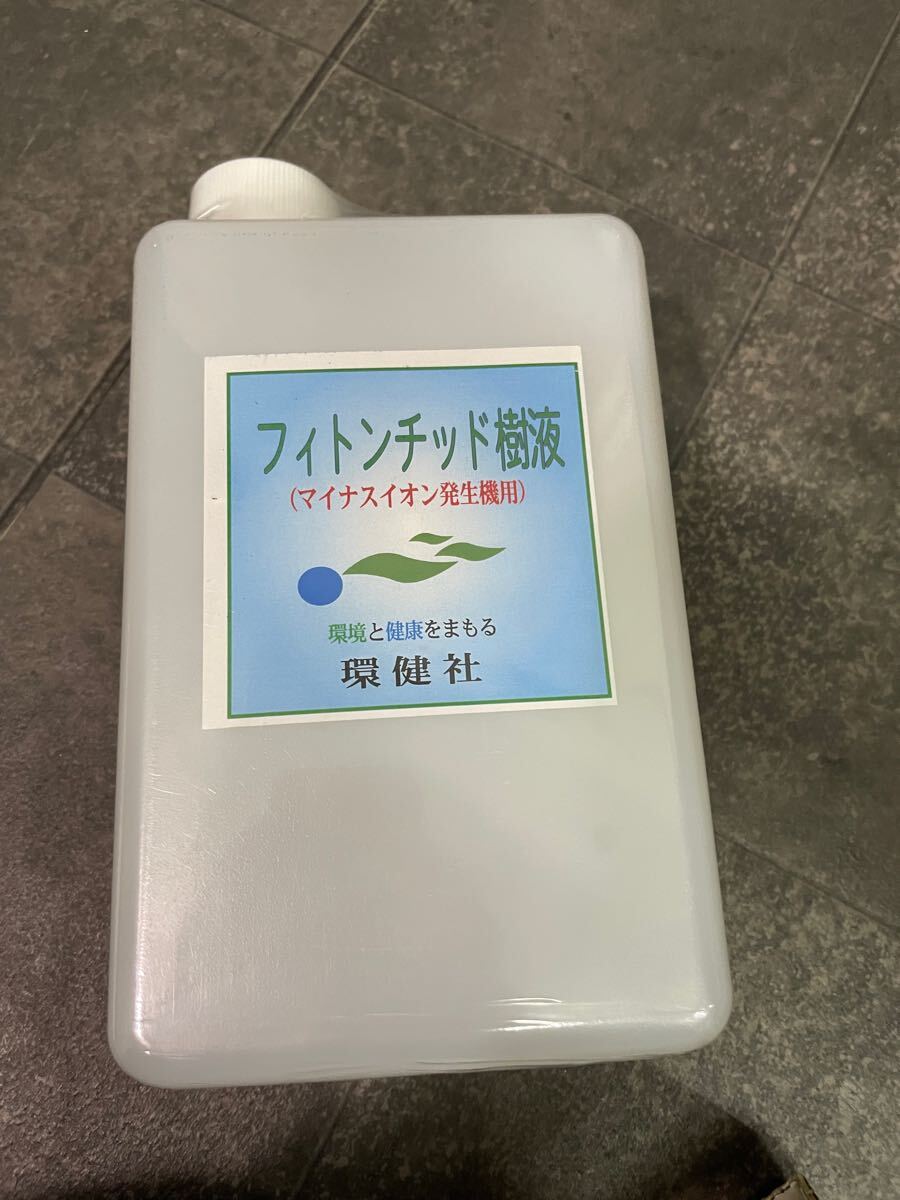 フィトンチッド樹液
(マイナスイオン発生機用)
環境と健康をまもる
環健社